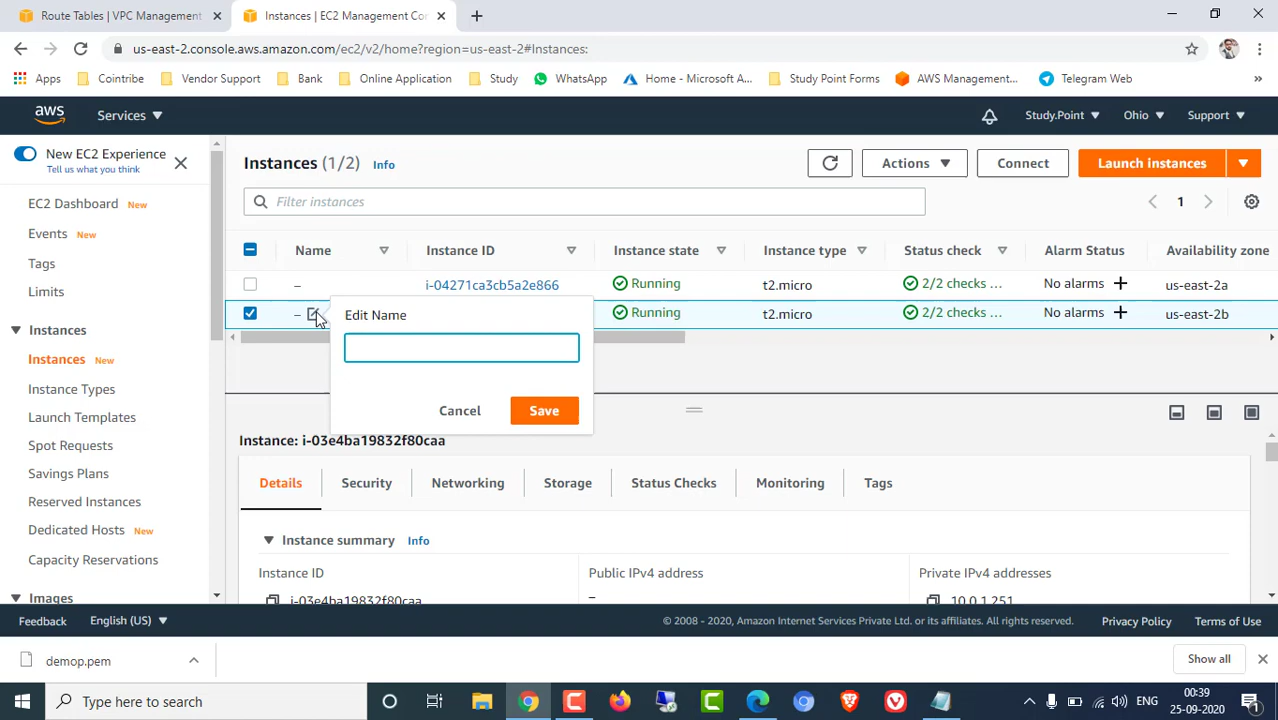 Route Tables | VPC Management
Instances | EC2 Management Co
us-east-2.console.aws.amazon.com/ec2/v2/home?region=us-east-2#Instances:
Apps
Cointribe
Vendor Support
Bank
Online Application
Study
WhatsApp
Home - Microsoft A...
Study Point Forms
AWS Management...
Telegram Web
»
aws
Services
Study.Point
Ohio
Support
New EC2 Experience
Tell us what you think
EC2 Dashboard New
Events New
Tags
Limits
Instances
Instances New
Instance Types
Launch Templates
Spot Requests
Savings Plans
Reserved Instances
Dedicated Hosts New
Capacity Reservations
Images
Instances (1/2) Info
Actions
Connect
Launch instances
Filter instances
1
Name
Instance ID
Instance state
Instance type
Status check
Alarm Status
Availability zone
– i-04271ca3cb5a2e866 Running t2.micro 2/2 checks ... No alarms + us-east-2a
– Running t2.micro 2/2 checks ... No alarms + us-east-2b
Edit Name
Cancel
Save
Instance: i-03e4ba19832f80caa
Details
Security
Networking
Storage
Status Checks
Monitoring
Tags
Instance summary Info
Instance ID
Public IPv4 address
Private IPv4 addresses
i-03e4ba19832f80caa
–
10.0.1.251
Feedback
English (US)
© 2008 - 2020, Amazon Internet Services Private Ltd. or its affiliates. All rights reserved.
Privacy Policy
Terms of Use
demop.pem
Show all
Type here to search
ENG
00:39
25-09-2020
1